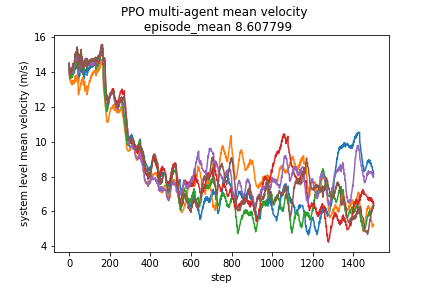 PPO multi-agent mean velocity
episode_mean 8.607799
system level mean velocity (m/s)
16
14
12
10
8
6
4
0 200 400 600 800 1000 1200 1400
step